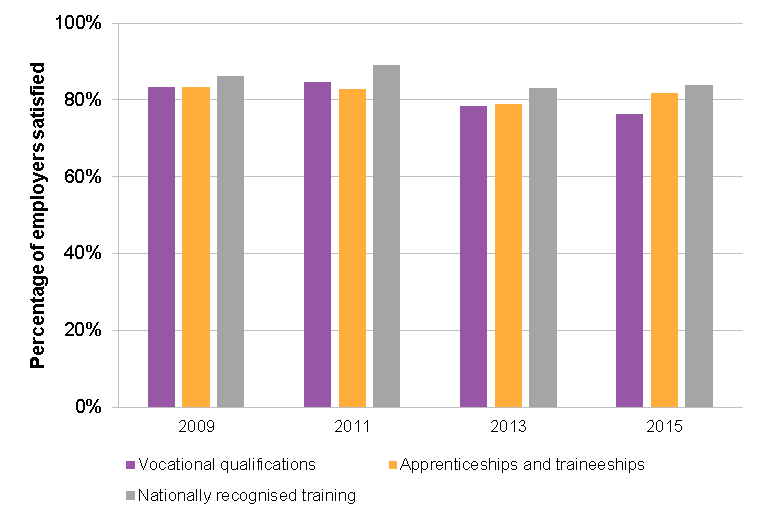 100%
80%
60%
40%
20%
0%
Percentage of employers satisfied
2009 2011 2013 2015
Vocational qualifications Apprenticeships and traineeships
Nationally recognised training